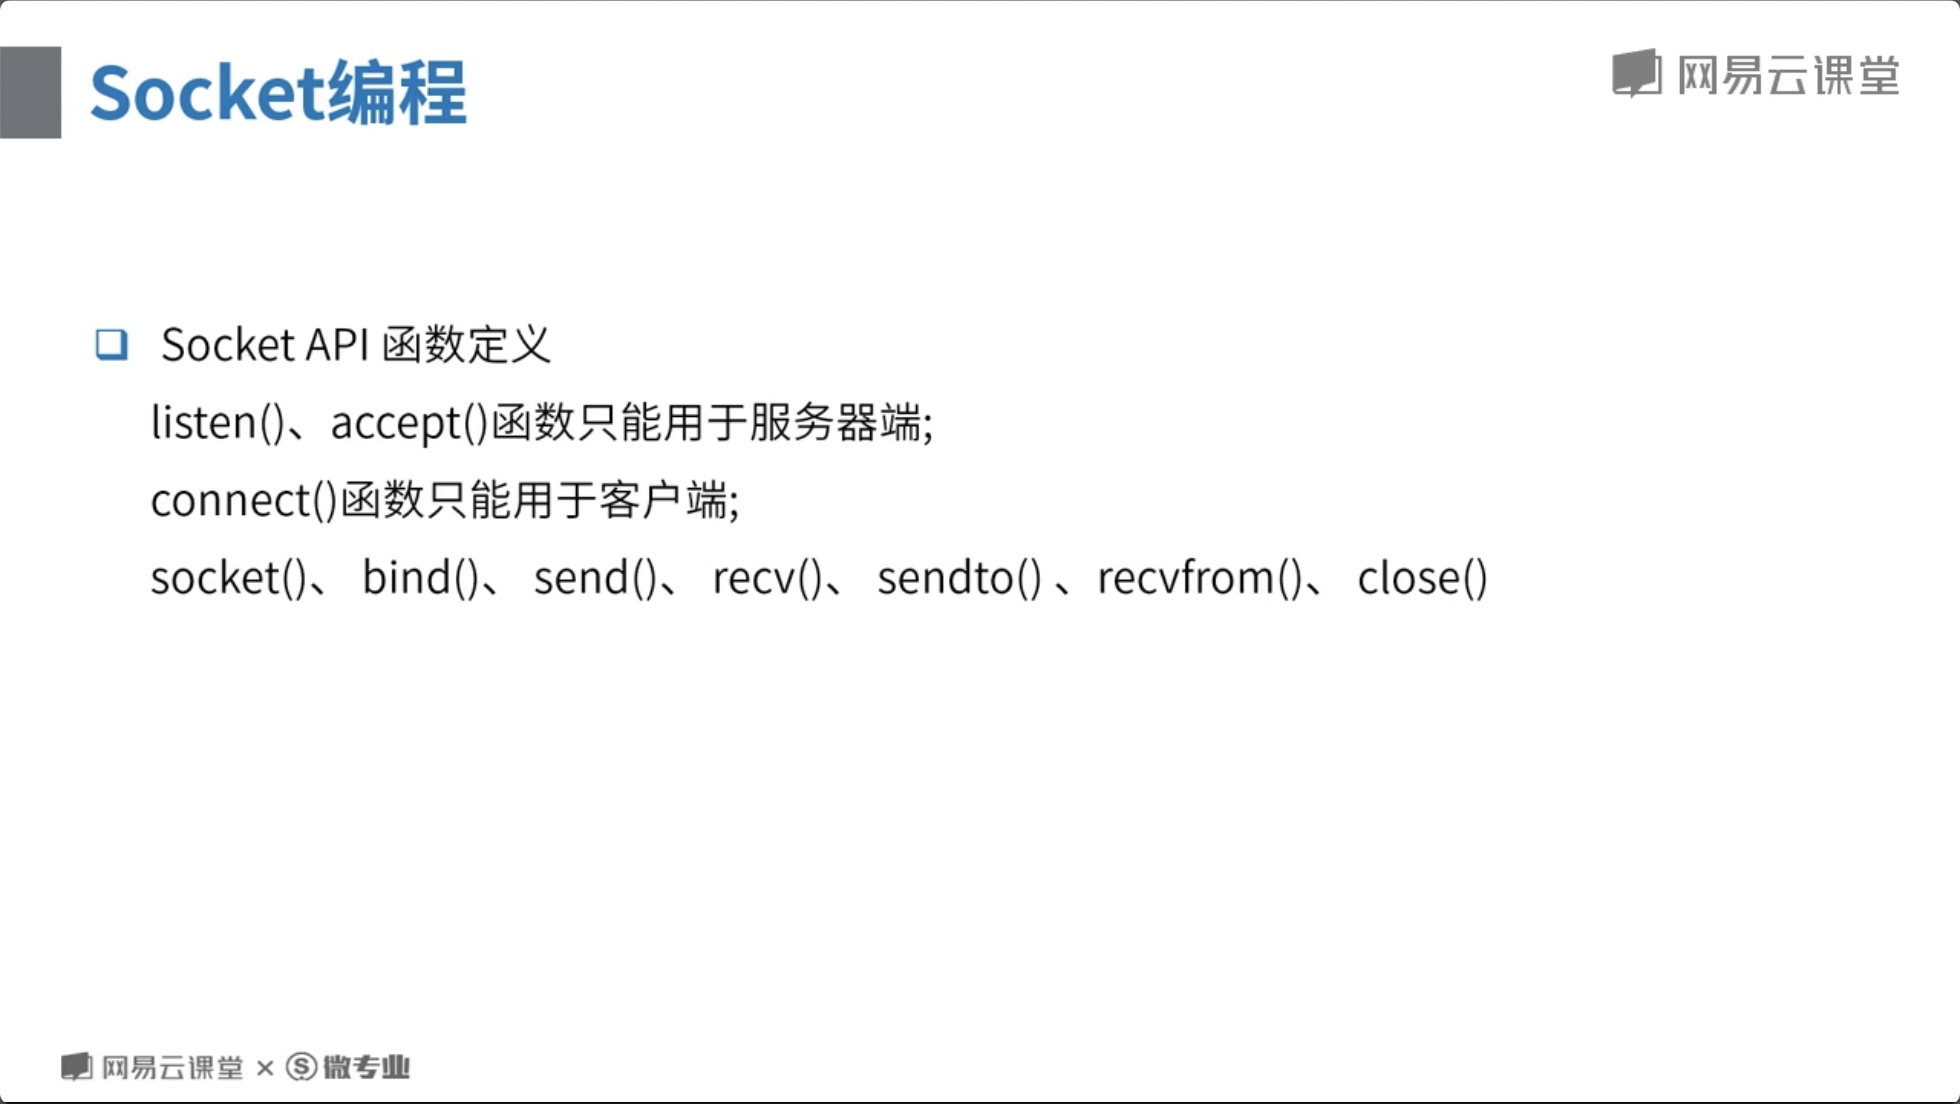 Socket编程
网易云课堂
Socket API 函数定义
listen()、accept()函数只能用于服务器端;
connect()函数只能用于客户端;
socket()、 bind()、 send()、 recv()、 sendto() 、recvfrom()、 close()
网易云课堂 × Ⓢ微专业